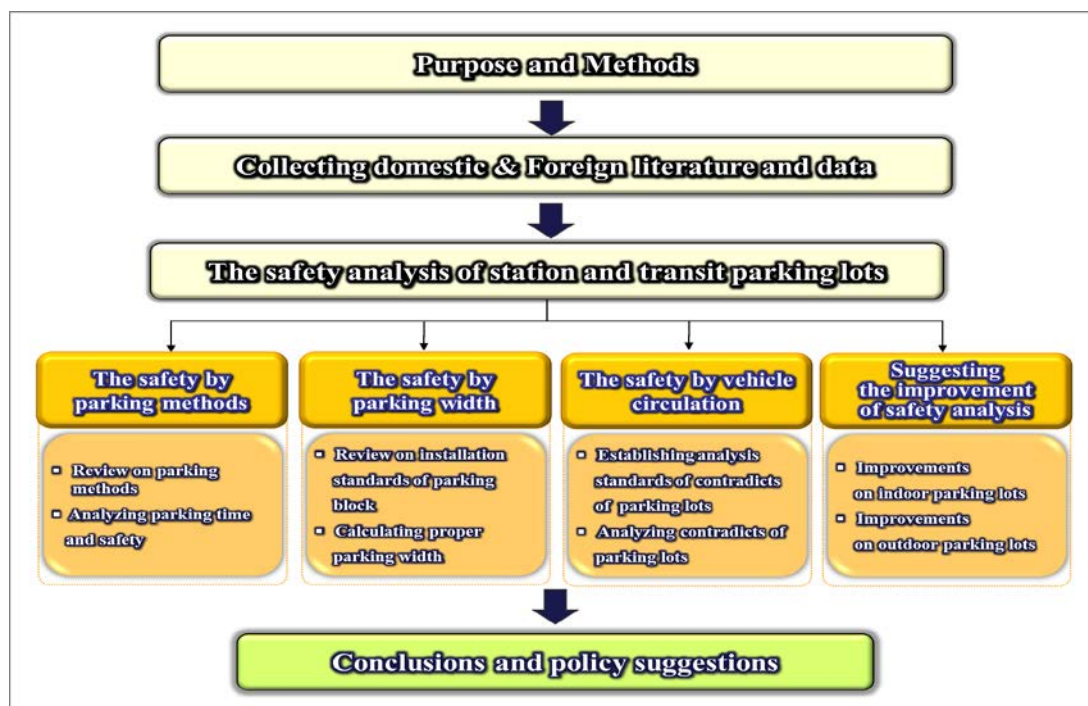 Purpose and Methods
Collecting domestic & Foreign literature and data
The safety analysis of station and transit parking lots
The safety by
parking methods
▫ Review on parking
methods
▫ Analyzing parking time
and safety
The safety by
parking width
▫ Review on installation
standards of parking
block
▫ Calculating proper
parking width
The safety by vehicle
circulation
▫ Establishing analysis
standards of contradicts
of parking lots
▫ Analyzing contradicts of
parking lots
Suggesting
the improvement
of safety analysis
▫ Improvements
on indoor parking lots
▫ Improvements
on outdoor parking lots
Conclusions and policy suggestions